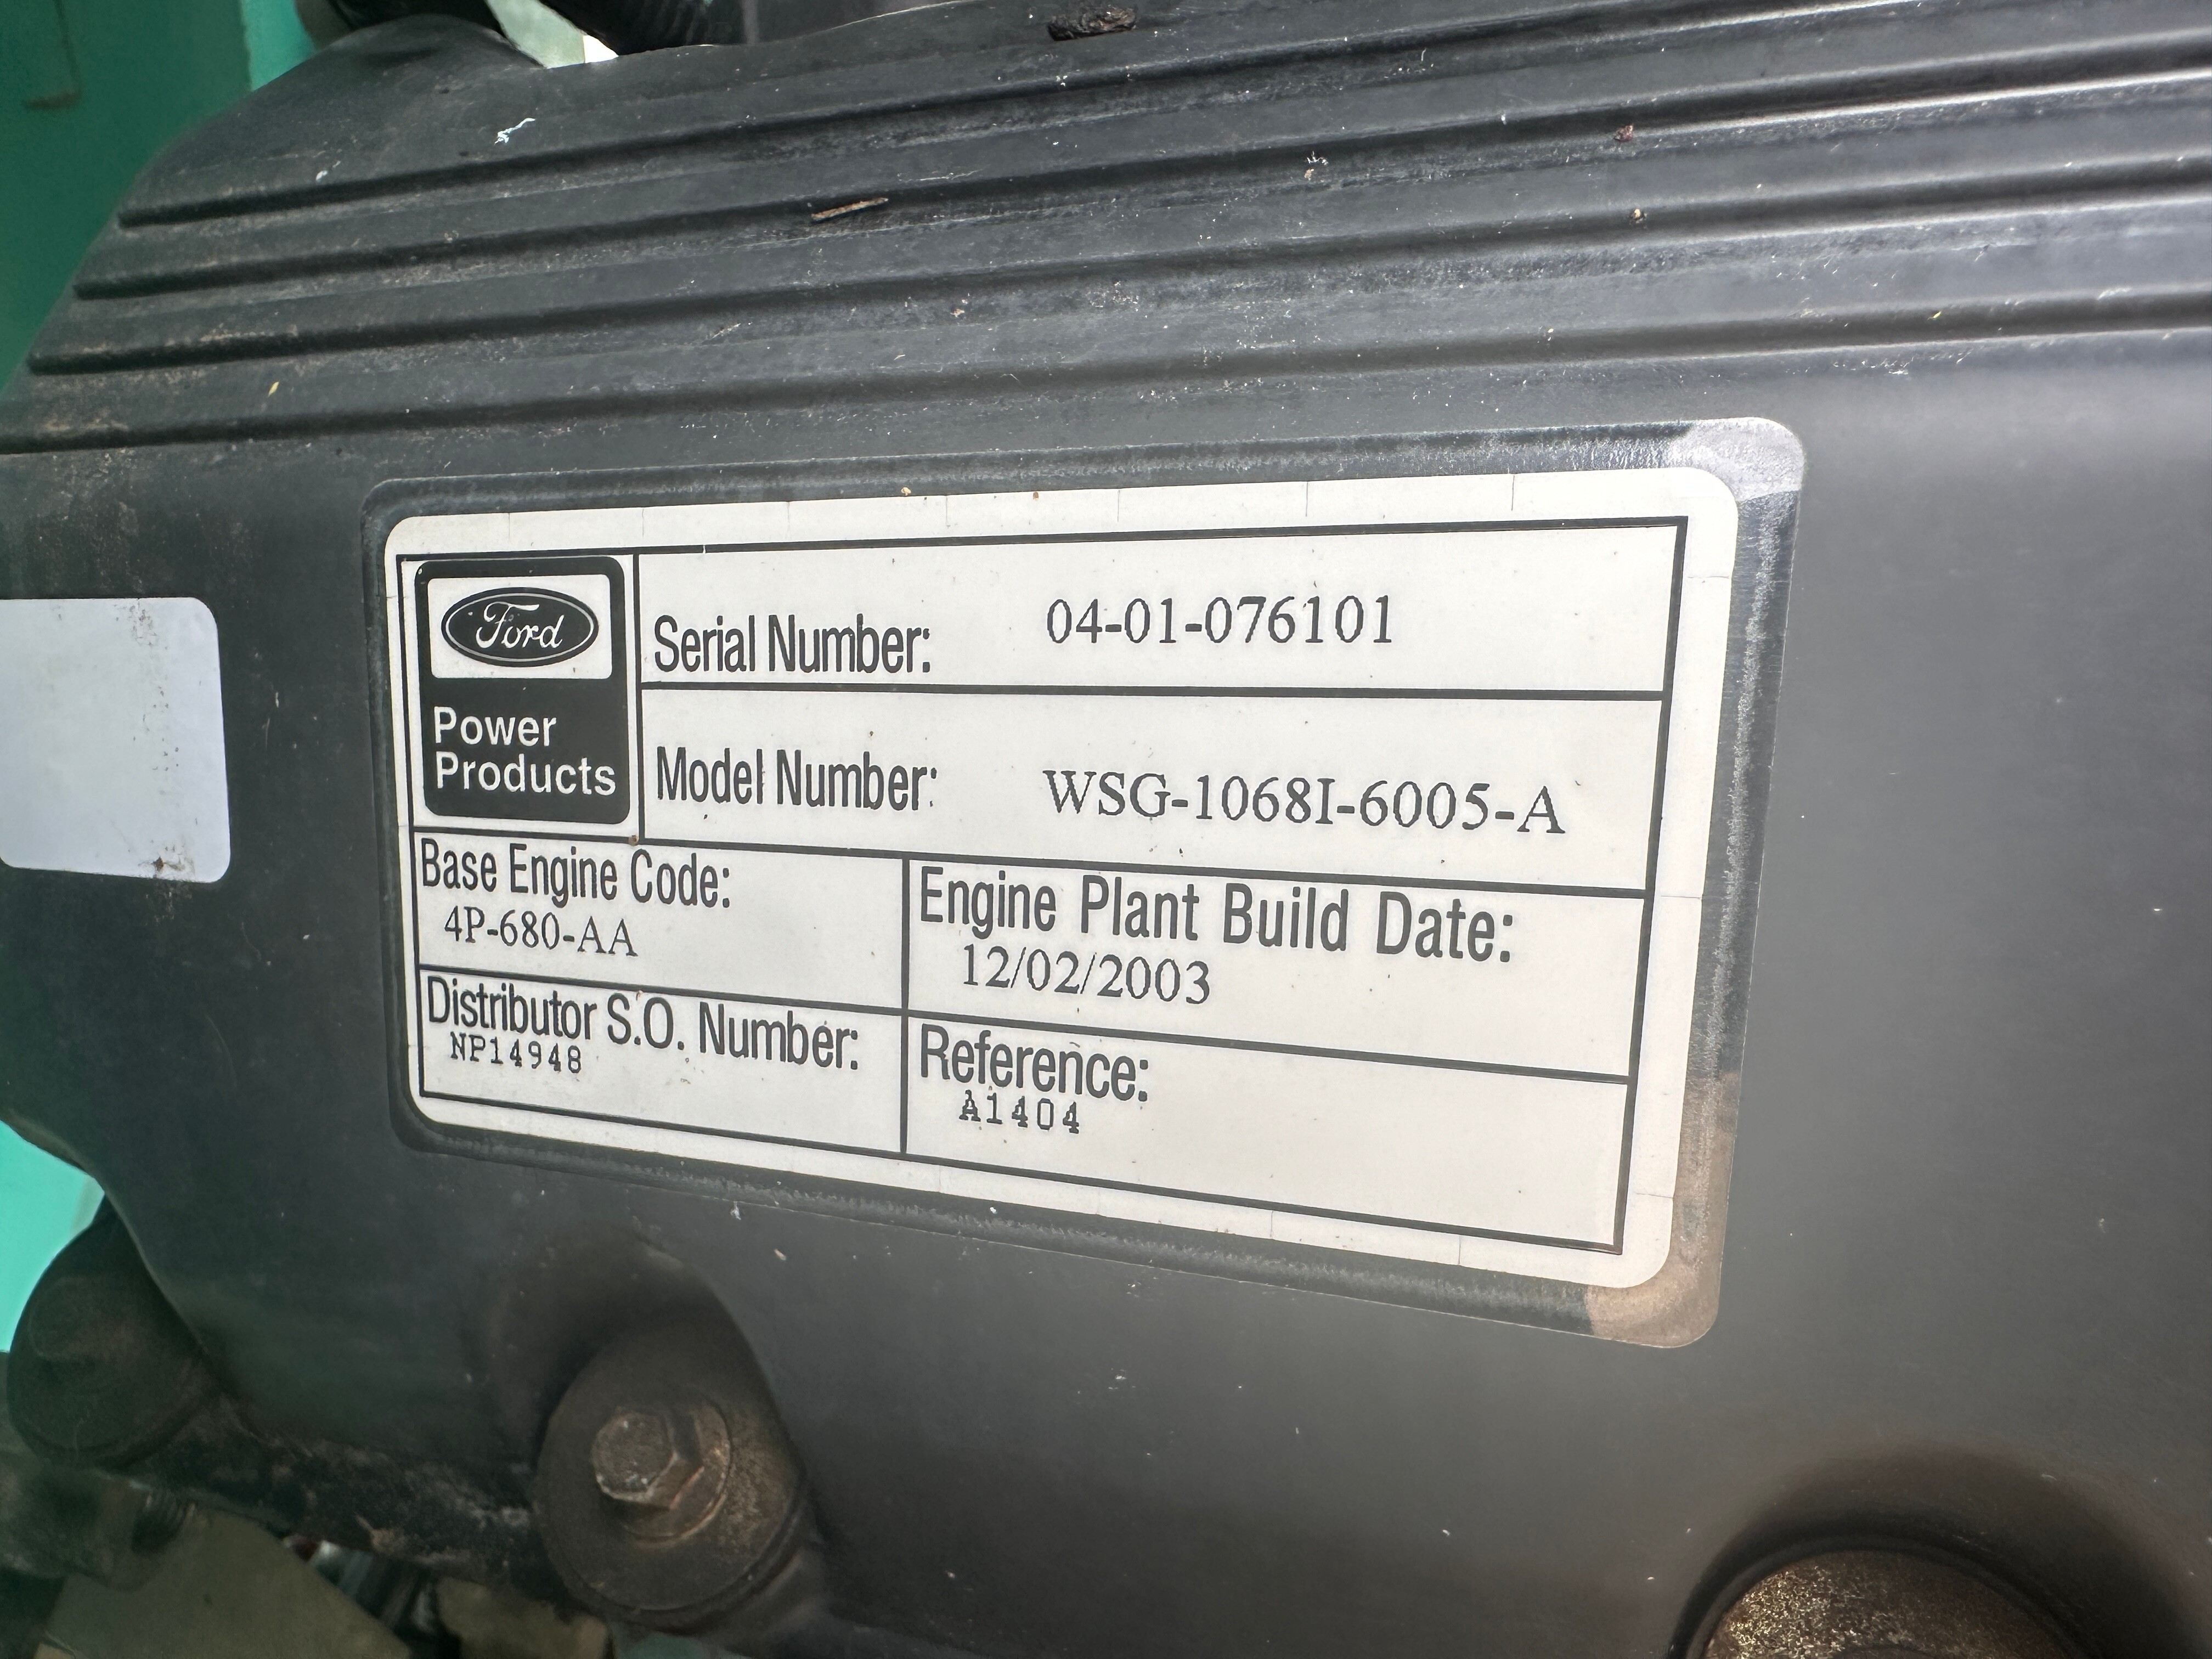 Ford
Power
Products
Serial Number: 04-01-076101
Model Number: WSG-1068I-6005-A
Base Engine Code:
4P-680-AA
Engine Plant Build Date:
12/02/2003
Distributor S.O. Number:
NP14948
Reference:
A1404